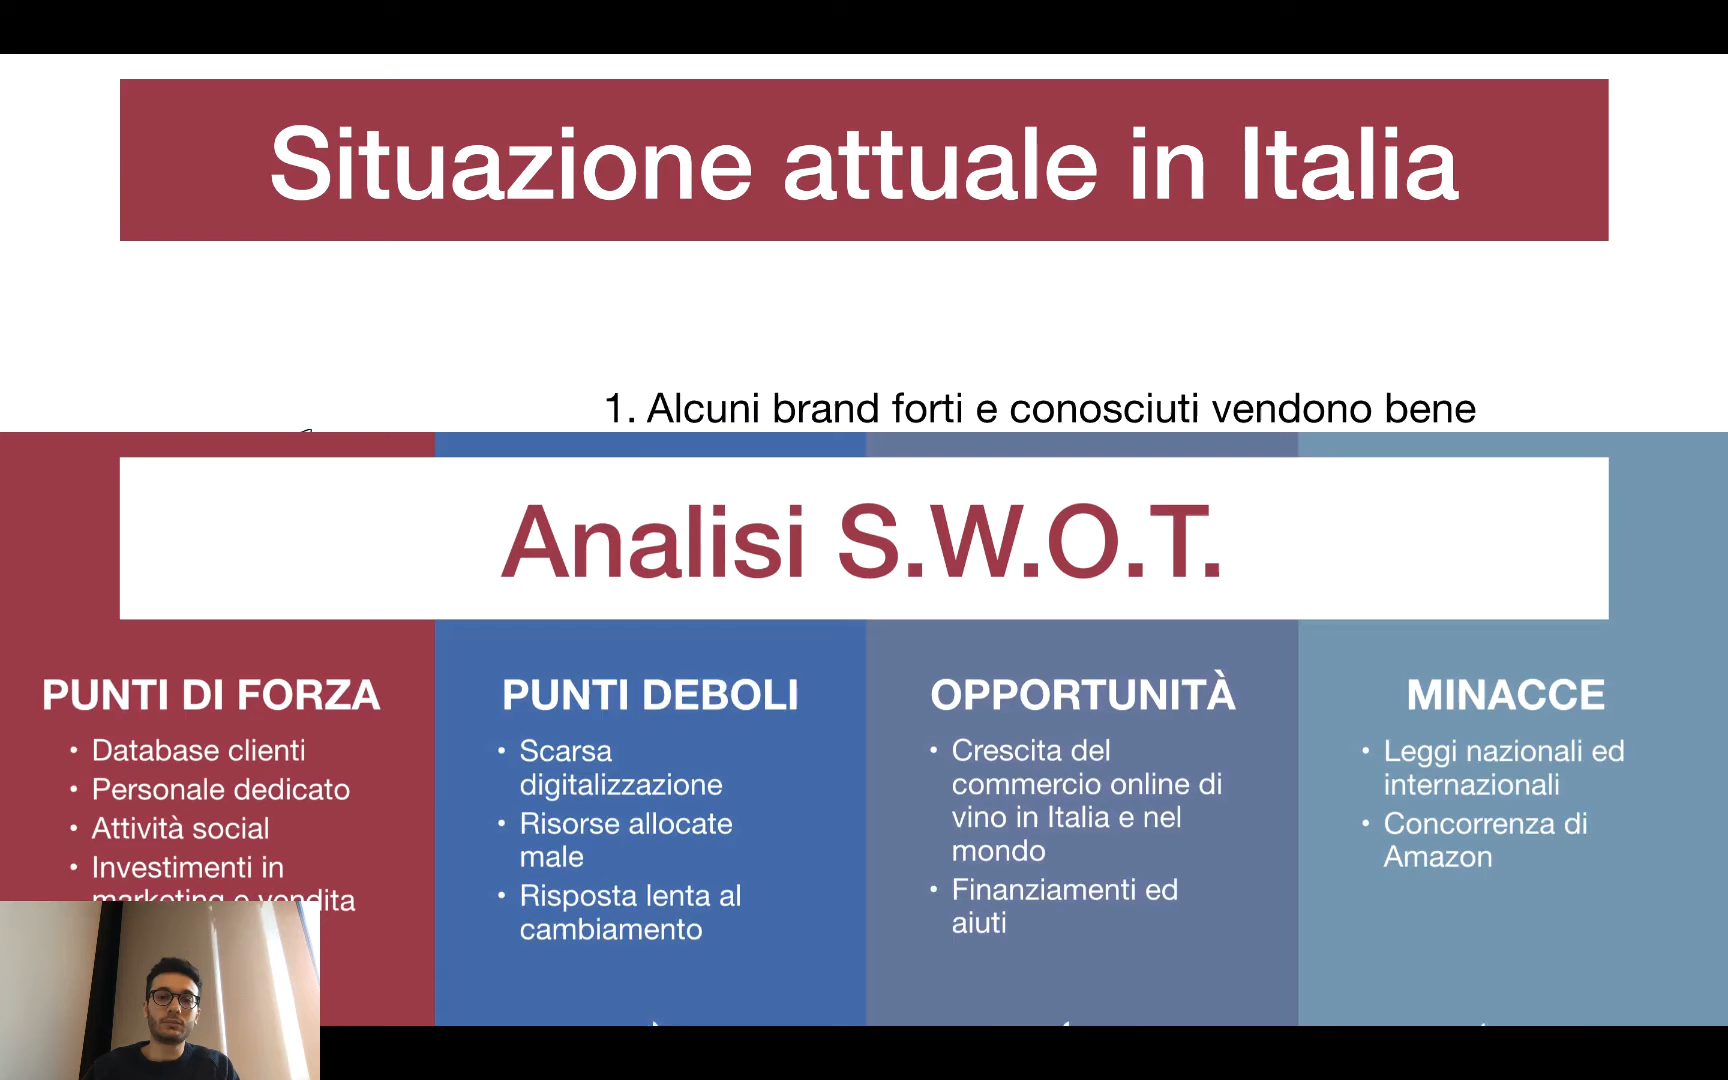 Situazione attuale in Italia
1. Alcuni brand forti e conosciuti vendono bene
Analisi S.W.O.T.
PUNTI DI FORZA
• Database clienti
• Personale dedicato
• Attività social
• Investimenti in
marketing e vendita
PUNTI DEBOLI
• Scarsa
digitalizzazione
• Risorse allocate
male
• Risposta lenta al
cambiamento
OPPORTUNITÀ
• Crescita del
commercio online di
vino in Italia e nel
mondo
• Finanziamenti ed
aiuti
MINACCE
• Leggi nazionali ed
internazionali
• Concorrenza di
Amazon